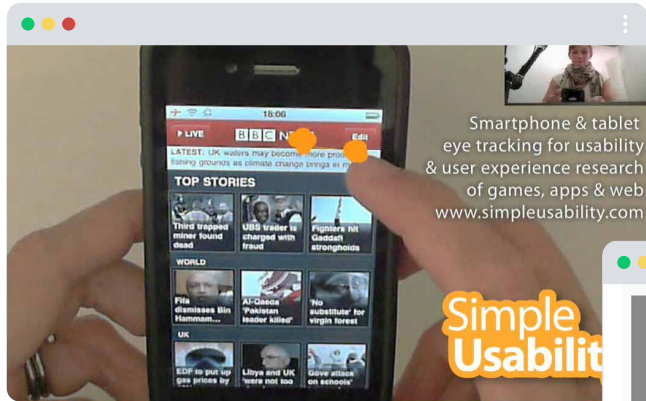 18:06
LIVE
BBC
Edit
LATEST: UK waters may become more
fishing grounds as climate change brings in
TOP STORIES
Third trapped
miner found
dead
UBS trader is
charged with
fraud
Fighters hit
Gaddafi
strongholds
WORLD
Fifa
dismisses Bin
Hammam...
Al-Qaeda
'Pakistan
leader killed'
'No
substitute' for
virgin forest
UK
EDF to put up
gas prices by
Libya and UK
'were not too
Gove attack
on schools'
Smartphone & tablet
eye tracking for usability
& user experience research
of games, apps & web
www.simpleusability.com
Simple
Usabilit